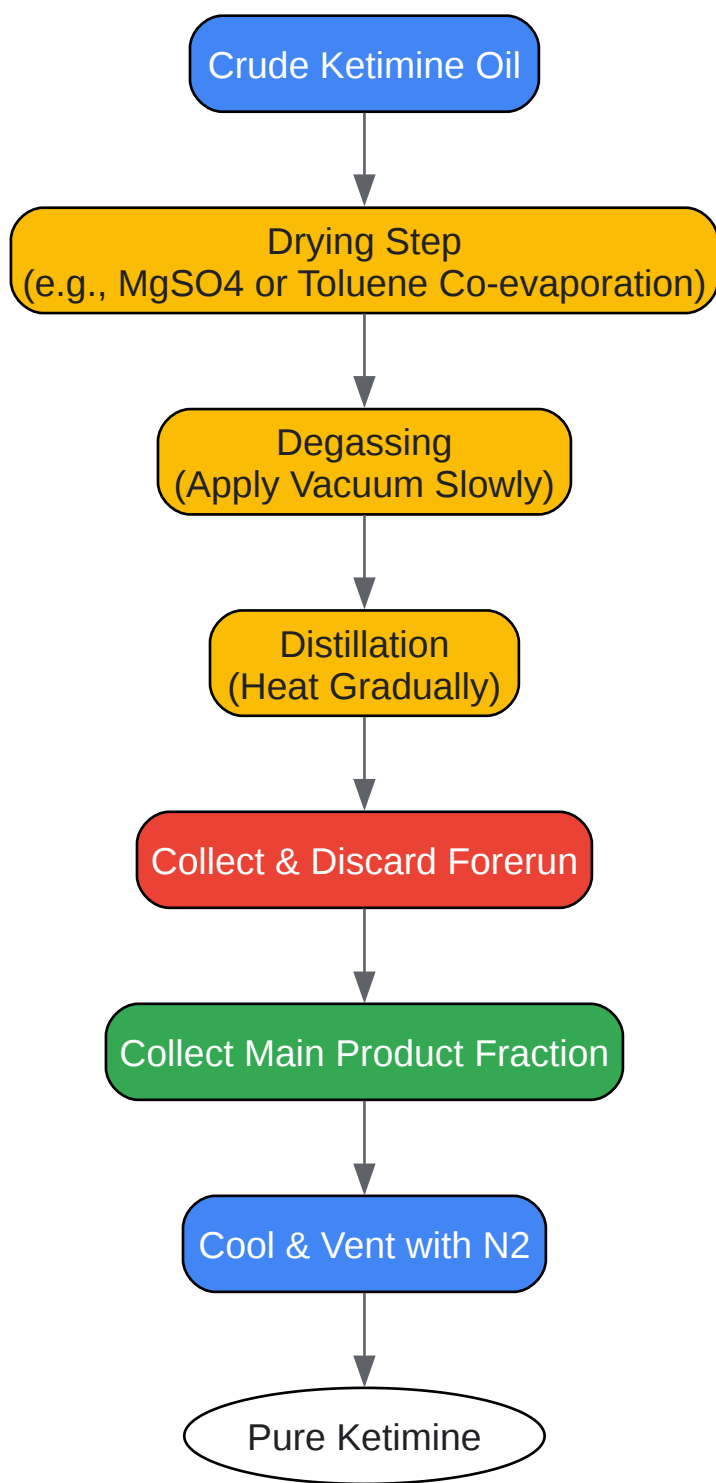 Crude Ketimine Oil
Drying Step
(e.g., MgSO4 or Toluene Co-evaporation)
Degassing
(Apply Vacuum Slowly)
Distillation
(Heat Gradually)
Collect & Discard Forerun
Collect Main Product Fraction
Cool & Vent with N2
Pure Ketimine